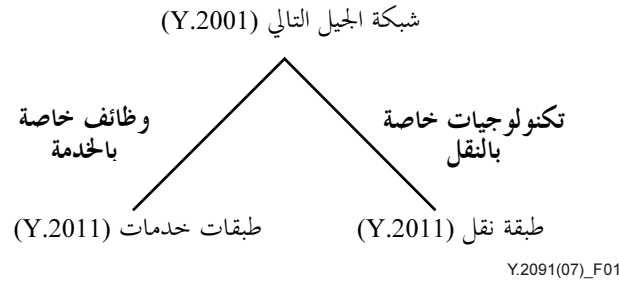 شبكة الجيل التالي (Y.2001)
تكنولوجيات خاصة
بالنقل
وظائف خاصة
بالخدمة
طبقة نقل (Y.2011)
طبقات خدمات (Y.2011)
Y.2091(07)_F01